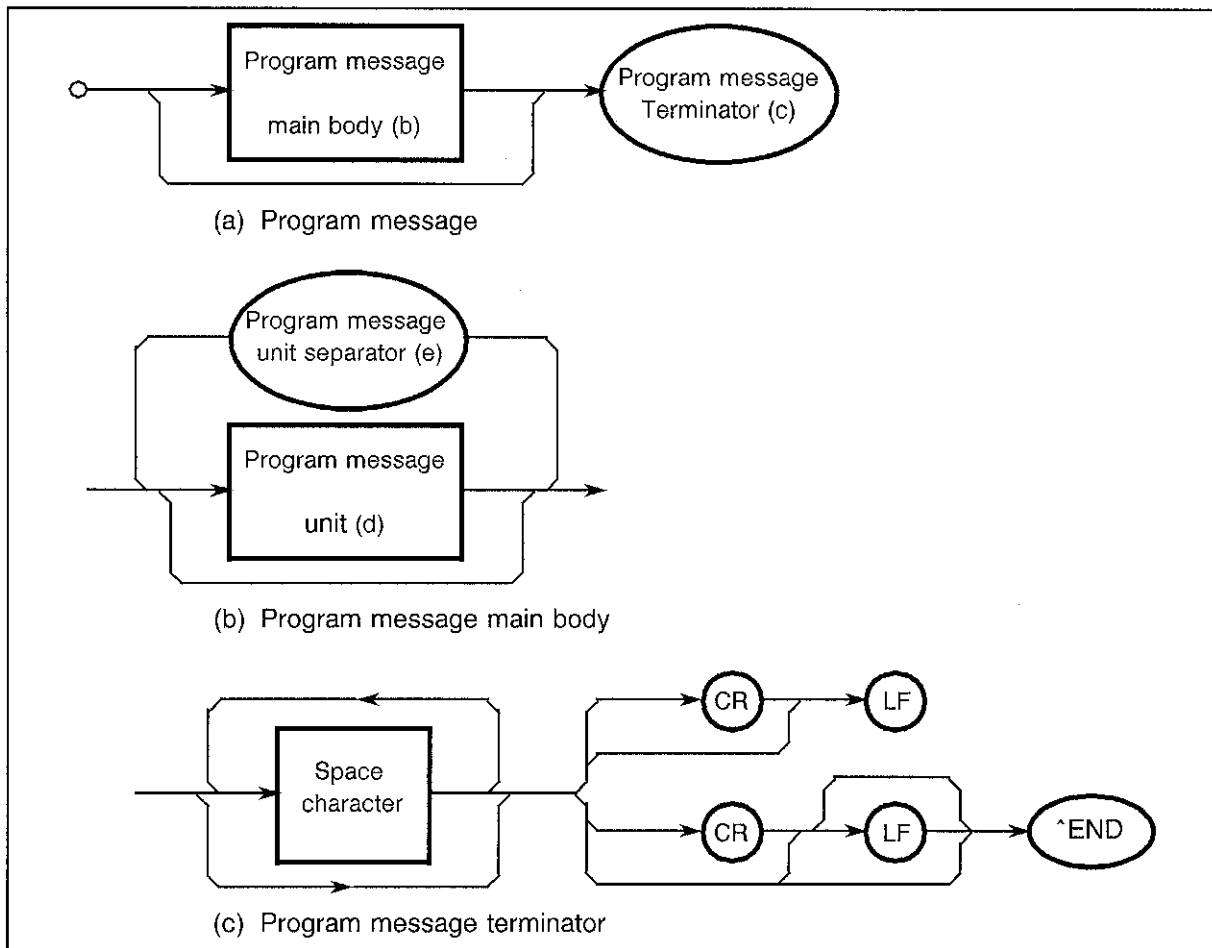 Program message
main body (b)
Program message
Terminator (c)
(a) Program message
Program message
unit separator (e)
Program message
unit (d)
(b) Program message main body
CR
LF
Space
character
CR
LF
^END
(c) Program message terminator